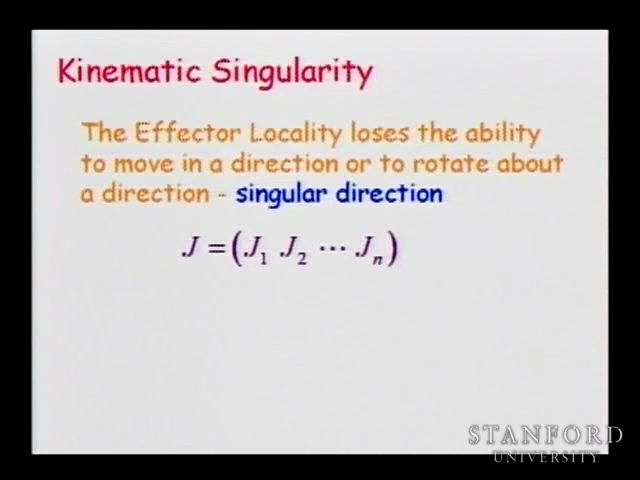 Kinematic Singularity
The Effector Locality loses the ability
to move in a direction or to rotate about
a direction - singular direction
J = (J₁ J₂ ⋯ Jₙ)
STANFORD
UNIVERSITY